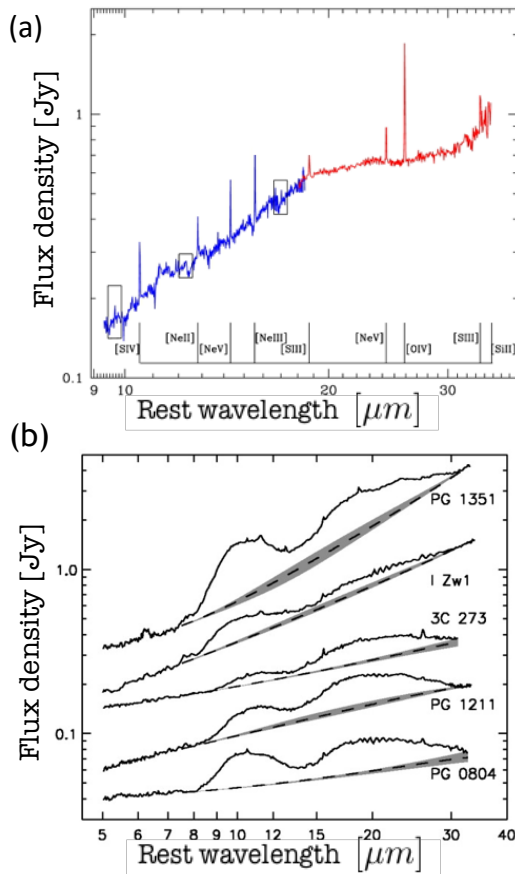 (a)
Flux density [Jy]
1
0.1
[SIV]
[NeII]
[NeV]
[NeIII]
[SIII]
[NeV]
[OIV]
[SIII]
[SiII]
9
10
20
30
Rest wavelength [μm]
(b)
Flux density [Jy]
1.0
0.1
PG 1351
I Zw1
3C 273
PG 1211
PG 0804
5 6 7 8 9 10 15 20 30 40
Rest wavelength [μm]